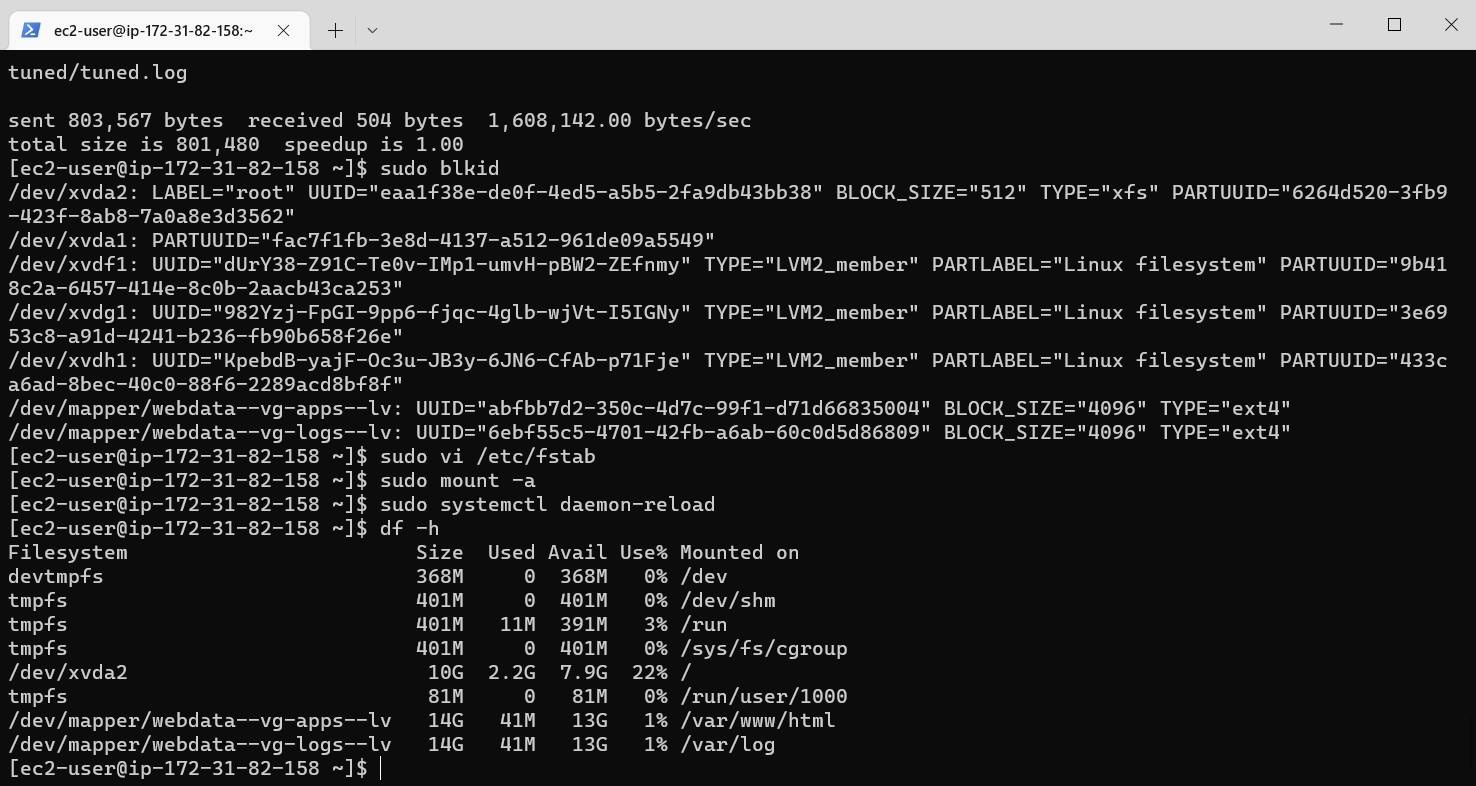 ec2-user@ip-172-31-82-158:~
tuned/tuned.log
sent 803,567 bytes  received 504 bytes  1,608,142.00 bytes/sec
total size is 801,480  speedup is 1.00
[ec2-user@ip-172-31-82-158 ~]$ sudo blkid
/dev/xvda2: LABEL="root" UUID="eaa1f38e-de0f-4ed5-a5b5-2fa9db43bb38" BLOCK_SIZE="512" TYPE="xfs" PARTUUID="6264d520-3fb9
-423f-8ab8-7a0a8e3d3562"
/dev/xvda1: PARTUUID="fac7f1fb-3e8d-4137-a512-961de09a5549"
/dev/xvdf1: UUID="dUrY38-Z91C-Te0v-IMp1-umvH-pBW2-ZEfnmy" TYPE="LVM2_member" PARTLABEL="Linux filesystem" PARTUUID="9b41
8c2a-6457-414e-8c0b-2aacb43ca253"
/dev/xvdg1: UUID="982Yzj-FpGI-9pp6-fjqc-4glb-wjVt-I5IGNy" TYPE="LVM2_member" PARTLABEL="Linux filesystem" PARTUUID="3e69
53c8-a91d-4241-b236-fb90b658f26e"
/dev/xvdh1: UUID="KpebdB-yajF-Oc3u-JB3y-6JN6-CfAb-p71Fje" TYPE="LVM2_member" PARTLABEL="Linux filesystem" PARTUUID="433c
a6ad-8bec-40c0-88f6-2289acd8bf8f"
/dev/mapper/webdata--vg-apps--lv: UUID="abfbb7d2-350c-4d7c-99f1-d71d66835004" BLOCK_SIZE="4096" TYPE="ext4"
/dev/mapper/webdata--vg-logs--lv: UUID="6ebf55c5-4701-42fb-a6ab-60c0d5d86809" BLOCK_SIZE="4096" TYPE="ext4"
[ec2-user@ip-172-31-82-158 ~]$ sudo vi /etc/fstab
[ec2-user@ip-172-31-82-158 ~]$ sudo mount -a
[ec2-user@ip-172-31-82-158 ~]$ sudo systemctl daemon-reload
[ec2-user@ip-172-31-82-158 ~]$ df -h
Filesystem                        Size  Used Avail Use% Mounted on
devtmpfs                          368M     0  368M   0% /dev
tmpfs                             401M     0  401M   0% /dev/shm
tmpfs                             401M   11M  391M   3% /run
tmpfs                             401M     0  401M   0% /sys/fs/cgroup
/dev/xvda2                         10G  2.2G  7.9G  22% /
tmpfs                              81M     0   81M   0% /run/user/1000
/dev/mapper/webdata--vg-apps--lv   14G   41M   13G   1% /var/www/html
/dev/mapper/webdata--vg-logs--lv   14G   41M   13G   1% /var/log
[ec2-user@ip-172-31-82-158 ~]$